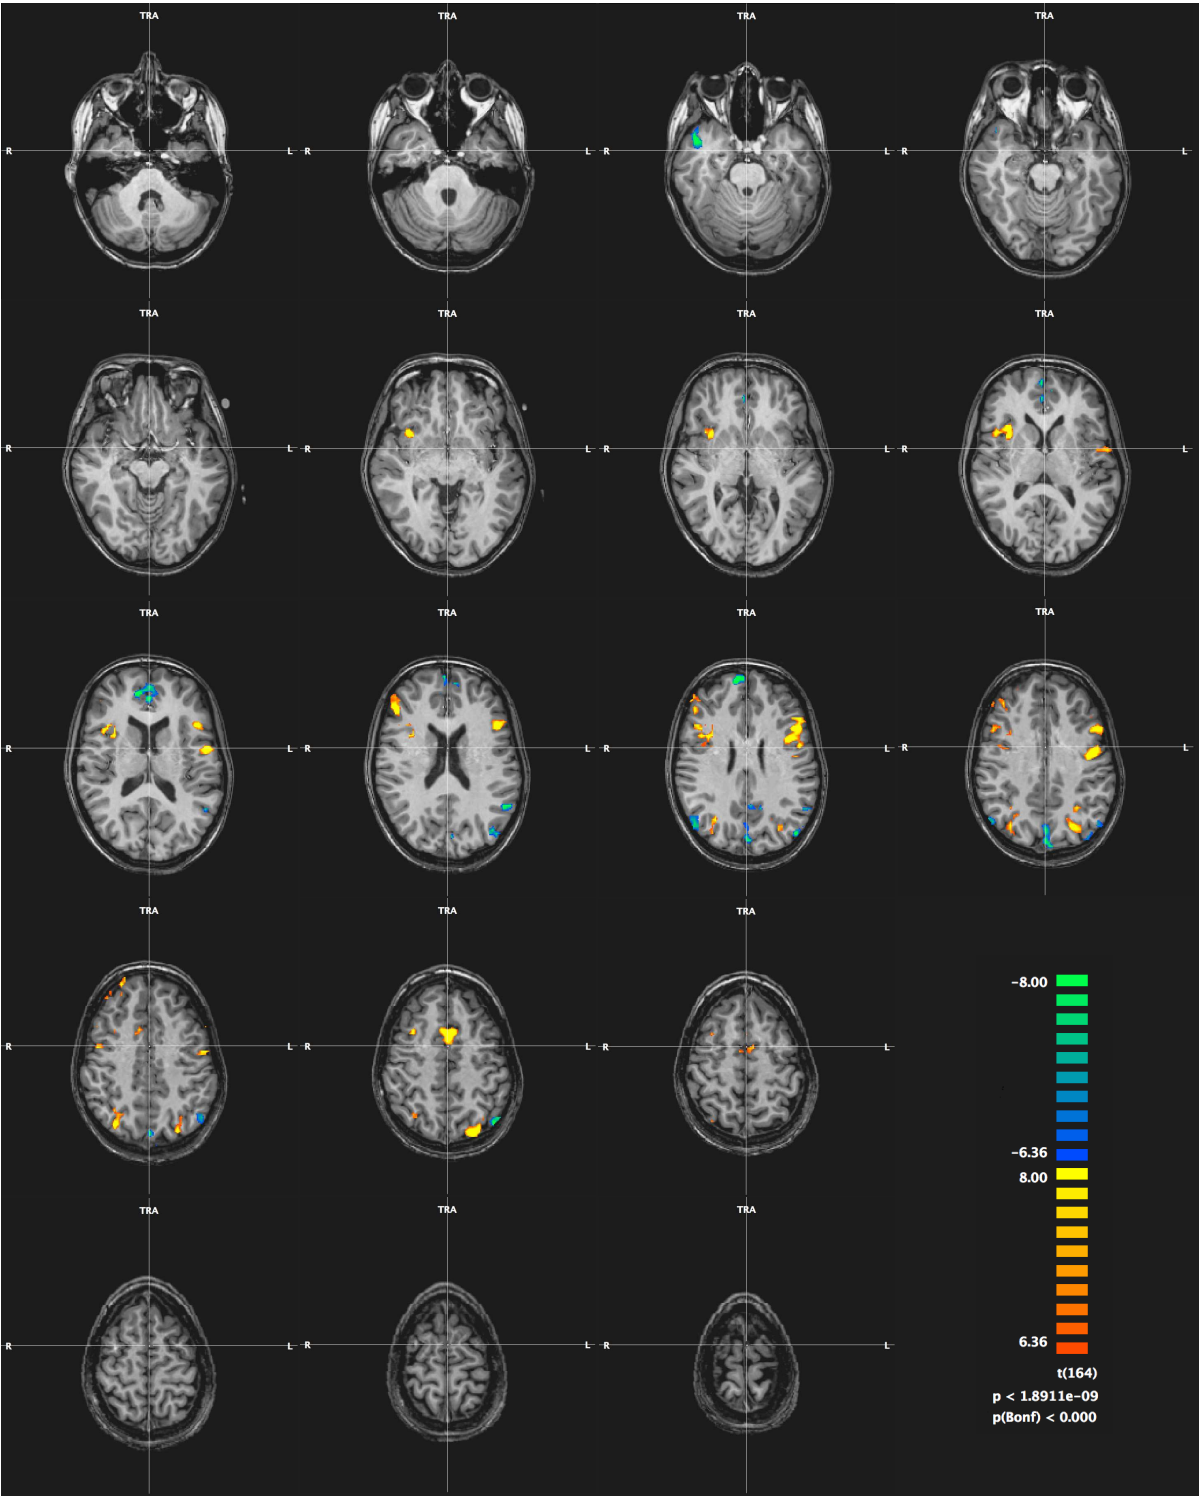 TRA TRA TRA TRA
R L R L R L R L
TRA TRA TRA TRA
R L R L R L R L
TRA TRA TRA TRA
R L R L R L R L
TRA TRA TRA
R L R L R L
−8.00
−6.36
8.00
6.36
t(164)
p < 1.8911e-09
p(Bonf) < 0.000
TRA TRA TRA
R L R L R L